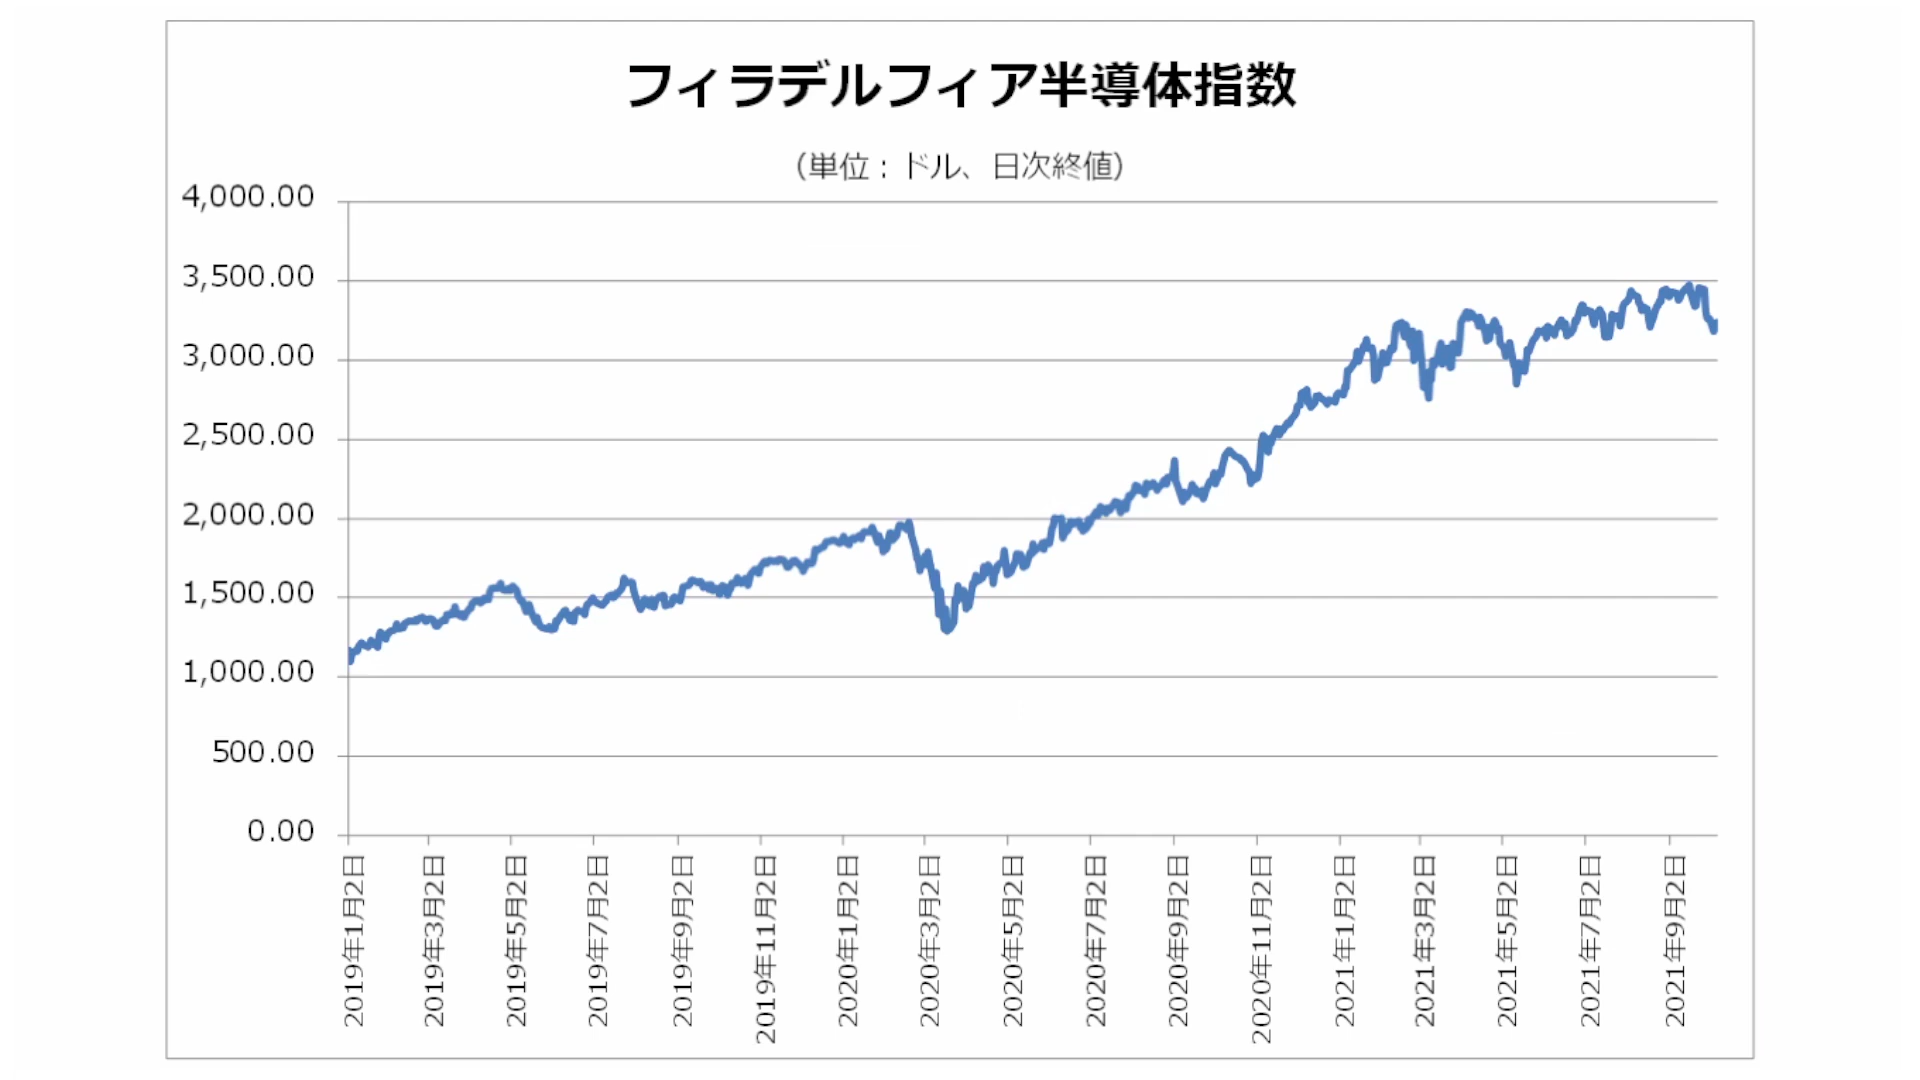 フィラデルフィア半導体指数
（単位：ドル、日次終値）
4,000.00
3,500.00
3,000.00
2,500.00
2,000.00
1,500.00
1,000.00
500.00
0.00
2019年1月2日
2019年3月2日
2019年5月2日
2019年7月2日
2019年9月2日
2019年11月2日
2020年1月2日
2020年3月2日
2020年5月2日
2020年7月2日
2020年9月2日
2020年11月2日
2021年1月2日
2021年3月2日
2021年5月2日
2021年7月2日
2021年9月2日